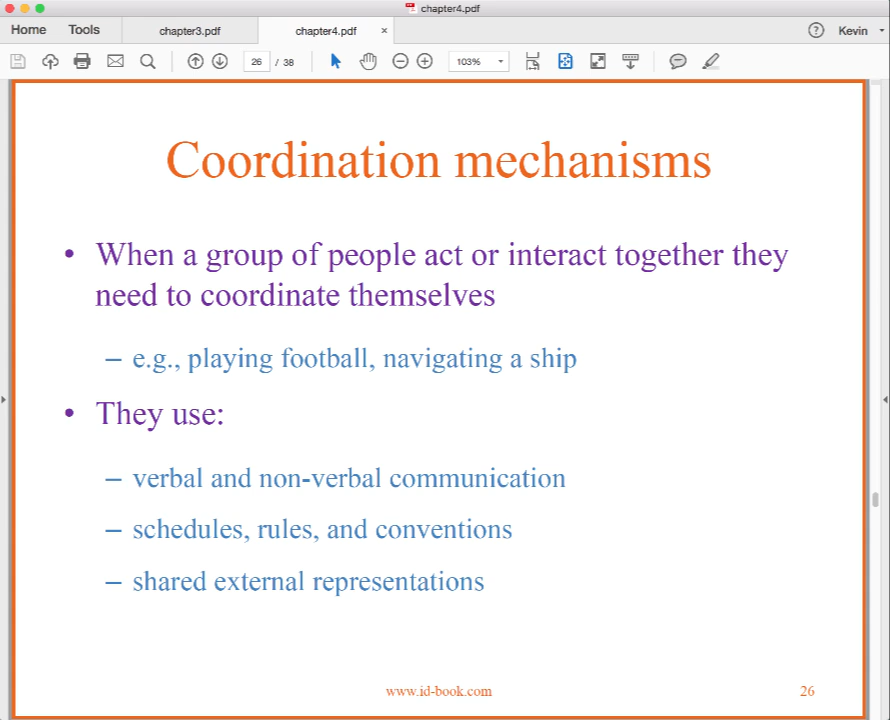 chapter4.pdf
Home Tools chapter3.pdf chapter4.pdf × ? Kevin
26 / 38 103%
Coordination mechanisms
• When a group of people act or interact together they
need to coordinate themselves
– e.g., playing football, navigating a ship
• They use:
– verbal and non-verbal communication
– schedules, rules, and conventions
– shared external representations
www.id-book.com 26